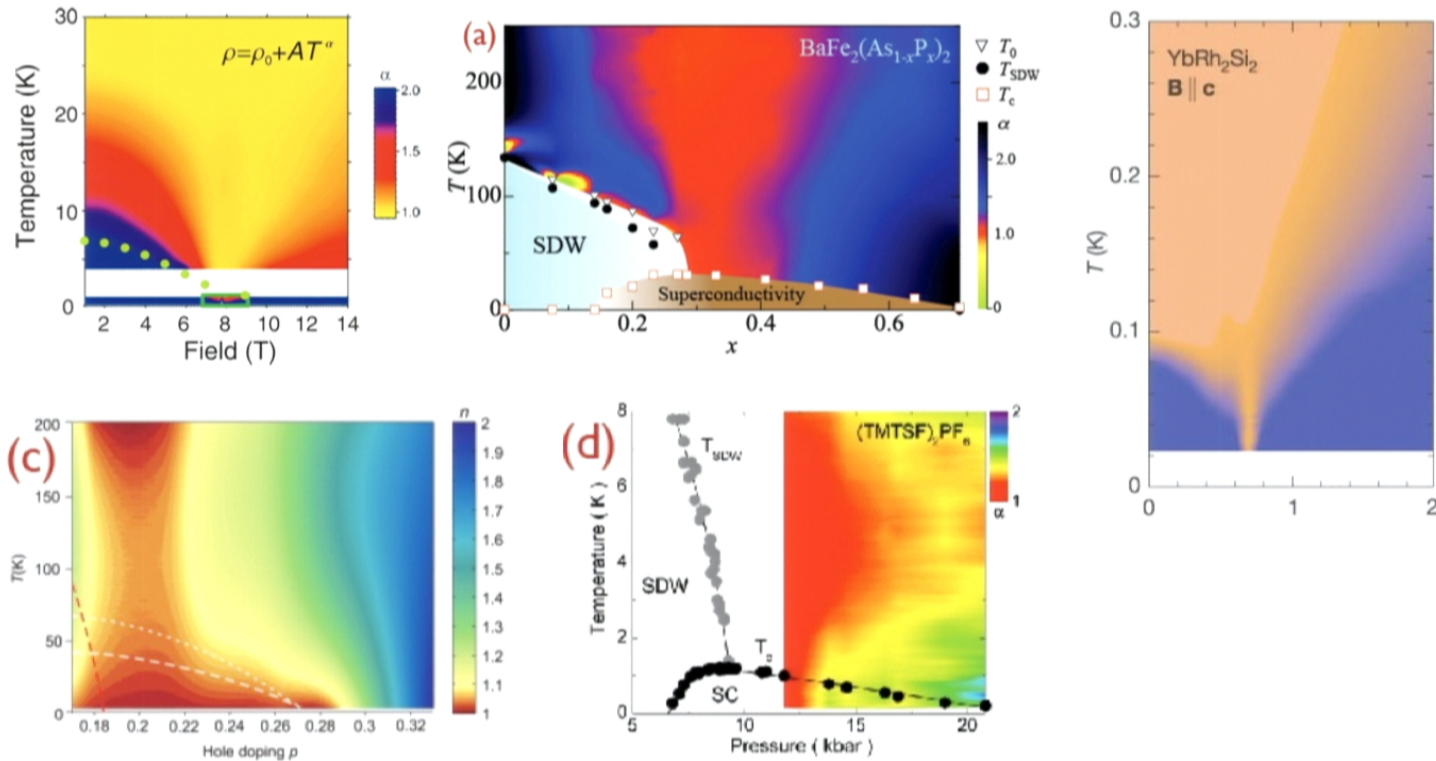 30
20
10
0
Temperature (K)
ρ=ρ₀+AT^α
α
2.0
1.5
1.0
2 4 6 8 10 12 14
Field (T)
(a)
BaFe₂(As₁₋ₓPₓ)₂
200
100
0
T (K)
SDW
Superconductivity
0 0.2 0.4 0.6
x
T₀
T_SDW
T_c
α
2.0
1.0
0
YbRh₂Si₂
B ∥ c
0.3
0.2
0.1
0
T (K)
0 1 2
(c)
200
150
100
50
0
T(K)
0.18 0.2 0.22 0.24 0.26 0.28 0.3 0.32
Hole doping p
n
2
1.9
1.8
1.7
1.6
1.5
1.4
1.3
1.2
1.1
1
(d)
8
6
4
2
0
Temperature ( K )
T_SDW
SDW
T_c
SC
(TMTSF)₂PF₆
2
1
α
5 10 15 20
Pressure ( kbar )